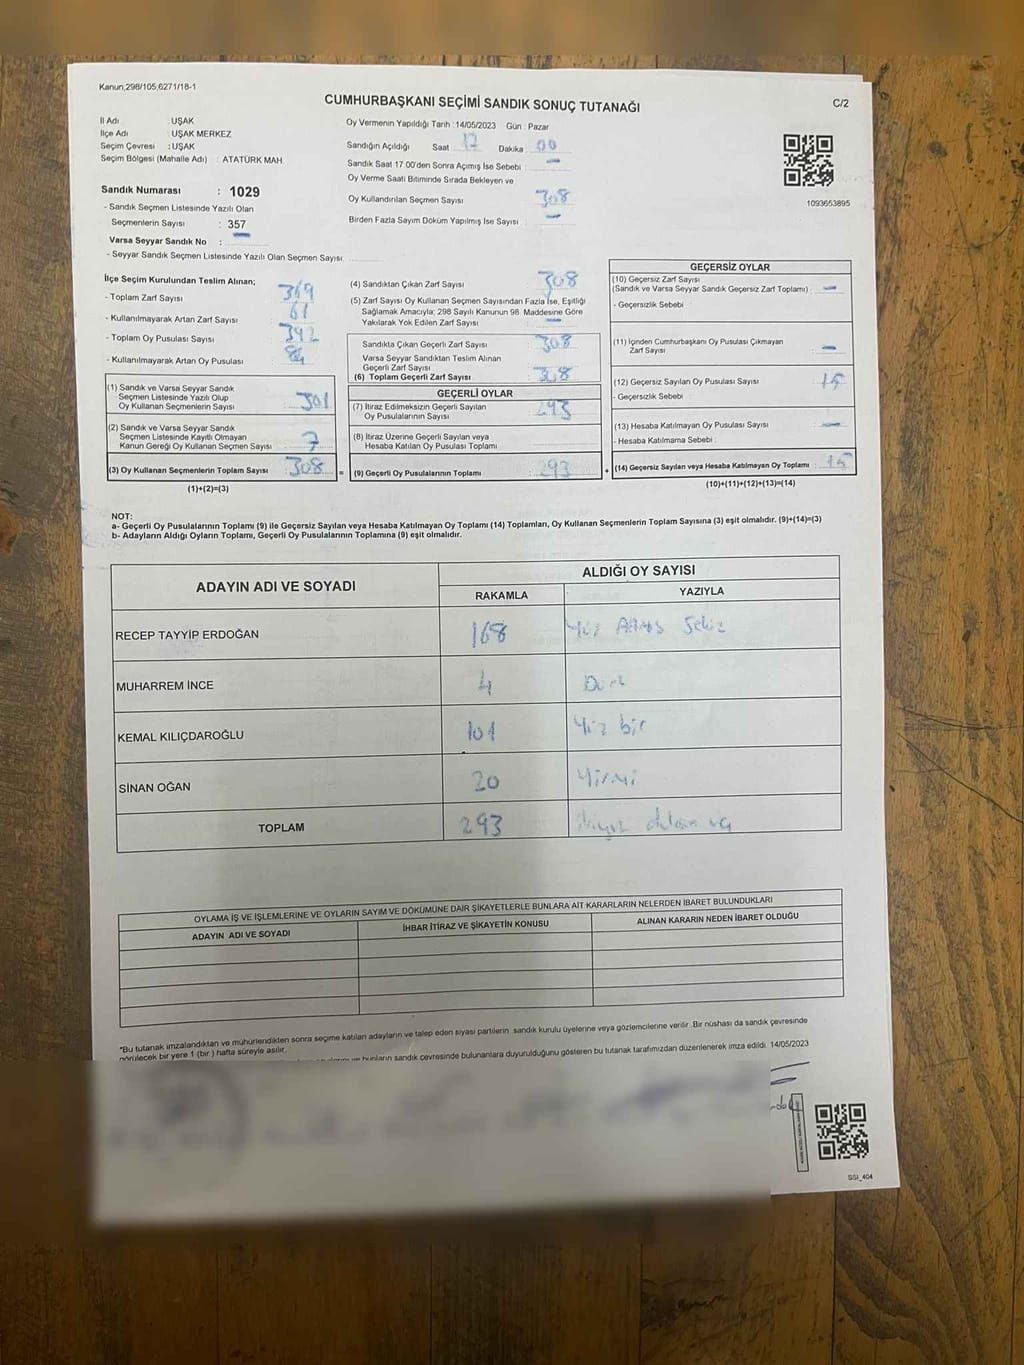 Kanun;298/105,6271/18-1
CUMHURBAŞKANI SEÇİMİ SANDIK SONUÇ TUTANAĞI
C/2
İl Adı : UŞAK
İlçe Adı : UŞAK MERKEZ
Seçim Çevresi : UŞAK
Seçim Bölgesi (Mahalle Adı) : ATATÜRK MAH
Sandık Numarası : 1029
- Sandık Seçmen Listesinde Yazılı Olan
Seçmenlerin Sayısı : 357
Varsa Seyyar Sandık No : —
- Seyyar Sandık Seçmen Listesinde Yazılı Olan Seçmen Sayısı:
Oy Vermenin Yapıldığı Tarih : 14/05/2023 Gün : Pazar
Sandığın Açıldığı Saat : 17 Dakika : 00
Sandık Saat 17 00'den Sonra Açımış İse Sebebi : —
Oy Verme Saati Bitiminde Sırada Bekleyen ve
Oy Kullandırılan Seçmen Sayısı : 308
Birden Fazla Sayım Döküm Yapılmış İse Sayısı : —
1093653895
İlçe Seçim Kurulundan Teslim Alınan;
- Toplam Zarf Sayısı : 369
- Kullanılmayarak Artan Zarf Sayısı : 61
- Toplam Oy Pusulası Sayısı : 392
- Kullanılmayarak Artan Oy Pusulası : 84
(1) Sandık ve Varsa Seyyar Sandık
Seçmen Listesinde Yazılı Olup
Oy Kullanan Seçmenlerin Sayısı : 301
(2) Sandık ve Varsa Seyyar Sandık
Seçmen Listesinde Kayıtlı Olmayan
Kanun Gereği Oy Kullanan Seçmen Sayısı : 7
(3) Oy Kullanan Seçmenlerin Toplam Sayısı : 308
(1)+(2)=(3)
(4) Sandıktan Çıkan Zarf Sayısı : 308
(5) Zarf Sayısı Oy Kullanan Seçmen Sayısından Fazla İse, Eşitliği
Sağlamak Amacıyla; 298 Sayılı Kanunun 98. Maddesine Göre
Yakılarak Yok Edilen Zarf Sayısı : —
Sandıkta Çıkan Geçerli Zarf Sayısı : 308
Varsa Seyyar Sandıktan Teslim Alınan
Geçerli Zarf Sayısı :
(6) Toplam Geçerli Zarf Sayısı : 308
GEÇERLİ OYLAR
(7) İtiraz Edilmeksizin Geçerli Sayılan
Oy Pusulalarının Sayısı : 293
(8) İtiraz Üzerine Geçerli Sayılan veya
Hesaba Katılan Oy Pusulası Toplamı :
= (9) Geçerli Oy Pusulalarının Toplamı : 293
GEÇERSİZ OYLAR
(10) Geçersiz Zarf Sayısı
(Sandık ve Varsa Seyyar Sandık Geçersiz Zarf Toplamı) : —
- Geçersizlik Sebebi :
(11) İçinden Cumhurbaşkanı Oy Pusulası Çıkmayan
Zarf Sayısı : —
(12) Geçersiz Sayılan Oy Pusulası Sayısı : 15
- Geçersizlik Sebebi :
(13) Hesaba Katılmayan Oy Pusulası Sayısı : —
- Hesaba Katılmama Sebebi :
+ (14) Geçersiz Sayılan veya Hesaba Katılmayan Oy Toplamı : 15
(10)+(11)+(12)+(13)=(14)
NOT:
a- Geçerli Oy Pusulalarının Toplamı (9) ile Geçersiz Sayılan veya Hesaba Katılmayan Oy Toplamı (14) Toplamları, Oy Kullanan Seçmenlerin Toplam Sayısına (3) eşit olmalıdır. (9)+(14)=(3)
b- Adayların Aldığı Oyların Toplamı, Geçerli Oy Pusulalarının Toplamına (9) eşit olmalıdır.
ADAYIN ADI VE SOYADI ALDIĞI OY SAYISI
RAKAMLA YAZIYLA
RECEP TAYYİP ERDOĞAN 168 Yüz Altmış Sekiz
MUHARREM İNCE 4 Dört
KEMAL KILIÇDAROĞLU 101 Yüz bir
SİNAN OĞAN 20 Yirmi
TOPLAM 293 ikiyüz doksan üç
OYLAMA İŞ VE İŞLEMLERİNE VE OYLARIN SAYIM VE DÖKÜMÜNE DAİR ŞİKAYETLERLE BUNLARA AİT KARARLARIN NELERDEN İBARET BULUNDUKLARI
ADAYIN ADI VE SOYADI İHBAR İTİRAZ VE ŞİKAYETİN KONUSU ALINAN KARARIN NEDEN İBARET OLDUĞU
*Bu tutanak imzalandıktan ve mühürlendikten sonra seçime katılan adayların ve talep eden siyasi partilerin sandık kurulu üyelerine veya gözlemcilerine verilir .Bir nüshası da sandık çevresinde
görülecek bir yere 1 (bir ) hafta süreyle asılır.
bunların sandık çevresinde bulunanlara duyurulduğunu gösteren bu tutanak tarafımızdan düzenlenerek imza edildi. 14/05/2023
SSI_404